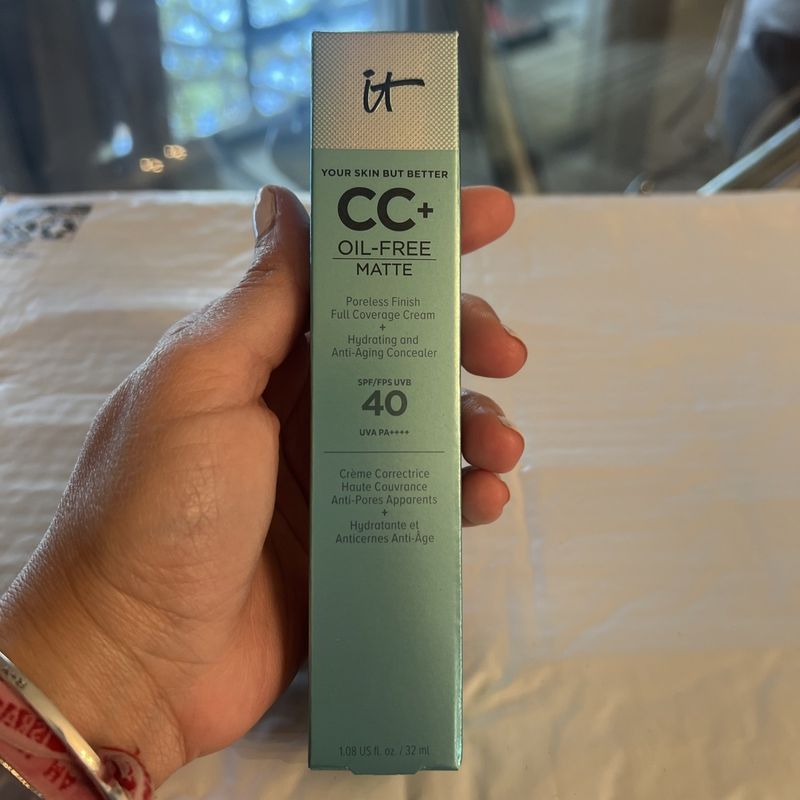 it
YOUR SKIN BUT BETTER
CC+
OIL-FREE
MATTE
Poreless Finish
Full Coverage Cream
+
Hydrating and
Anti-Aging Concealer
SPF/FPS UVB
40
UVA PA++++
Crème Correctrice
Haute Couvrance
Anti-Pores Apparents
+
Hydratante et
Anticernes Anti-Âge
1.08 US fl. oz. / 32 ml